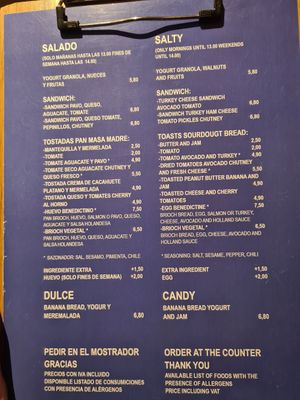 SALADO
(SOLO MAÑANAS HASTA LAS 13.00 FINES DE
SEMANA HASTA LAS 14.00)
YOGURT GRANOLA, NUECES
Y FRUTAS 5,80
SANDWICH:
-SANDWICH PAVO, QUESO,
AGUACATE, TOMATE 6,80
-SANDWICH PAVO, QUESO TOMATE,
PEPINILLOS, CHUTNEY 6,80
TOSTADAS PAN MASA MADRE:
-MANTEQUILLA Y MERMELADA 2,50
-TOMATE 2,50
-TOMATE AGUACATE Y PAVO * 4,90
-TOMATE SECO AGUACATE CHUTNEY Y
QUESO FRESCO * 5,50
-TOSTADA CREMA DE CACAHUETE
PLATANO Y MERMELADA 4,90
-TOSTADA QUESO Y TOMATES CHERRY
AL HORNO 4,90
-HUEVO BENEDICTINO * 7,50
PAN BROICH, HUEVO, SALMON O PAVO, QUESO,
AGUACATE Y SALSA HOLANDESA
-BROICH VEGETAL * 6,50
PAN BROICH, HUEVO, QUESO, AGUACATE Y
SALSA HOLANDESA
* SAZONADOR: SAL, SESAMO, PIMIENTA, CHILE
INGREDIENTE EXTRA +1,50
HUEVO (SOLO FINES DE SEMANA) +2,00
DULCE
BANANA BREAD, YOGUR Y
MEREMALADA 6,80
PEDIR EN EL MOSTRADOR
GRACIAS
PRECIOS CON IVA INCLUIDO
DISPONIBLE LISTADO DE CONSUMICIONES
CON PRESENCIA DE ALÉRGENOS
SALTY
(ONLY MORNINGS UNTIL 13.00 WEEKENDS
UNTIL 14.00)
YOGURT GRANOLA, WALNUTS
AND FRUITS 5,80
SANDWICH:
-TURKEY CHEESE SANDWICH
AVOCADO TOMATO 6,80
-SANDWICH TURKEY HAM CHEESE
TOMATO PICKLES CHUTNEY 6,80
TOASTS SOURDOUGT BREAD:
-BUTTER AND JAM 2,50
-TOMATO 2,50
-TOMATO AVOCADO AND TURKEY * 4,90
-DRIED TOMATOES AVOCADO CHUTNEY
AND FRESH CHEESE * 5,50
-TOASTED PEANUT BUTTER BANANA AND
JAM 4,90
-TOASTED CHEESE AND CHERRY
TOMATOES 4,90
-EGG BENEDICTINE * 7,50
BRIOCH BREAD, EGG, SALMON OR TURKEY,
CHEESE, AVOCADO AND HOLLAND SAUCE
-BROICH VEGETAL * 6,50
BRIOCH BREAD, EGG, CHEESE, AVOCADO AND
HOLLAND SAUCE
* SEASONING: SALT, SESAME, PEPPER, CHILI
EXTRA INGREDIENT +1,50
EGG +2,00
CANDY
BANANA BREAD YOGURT
AND JAM 6,80
ORDER AT THE COUNTER
THANK YOU
AVAILABLE LIST OF FOODS WITH THE
PRESENCE OF ALLERGENS
PRICE INCLUDING VAT